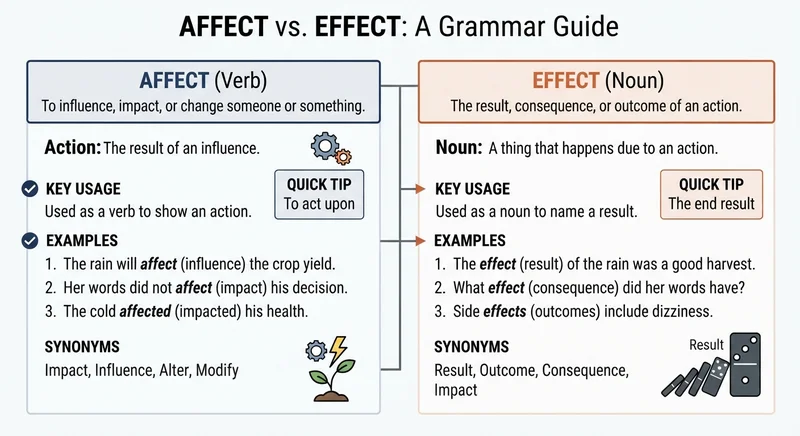 AFFECT vs. EFFECT: A Grammar Guide
AFFECT (Verb)
To influence, impact, or change someone or something.
Action: The result of an influence.
KEY USAGE
Used as a verb to show an action.
QUICK TIP
To act upon
EXAMPLES
1. The rain will affect (influence) the crop yield.
2. Her words did not affect (impact) his decision.
3. The cold affected (impacted) his health.
SYNONYMS
Impact, Influence, Alter, Modify
EFFECT (Noun)
The result, consequence, or outcome of an action.
Noun: A thing that happens due to an action.
KEY USAGE
Used as a noun to name a result.
QUICK TIP
The end result
EXAMPLES
1. The effect (result) of the rain was a good harvest.
2. What effect (consequence) did her words have?
3. Side effects (outcomes) include dizziness.
SYNONYMS
Result, Outcome, Consequence,
Impact
Result